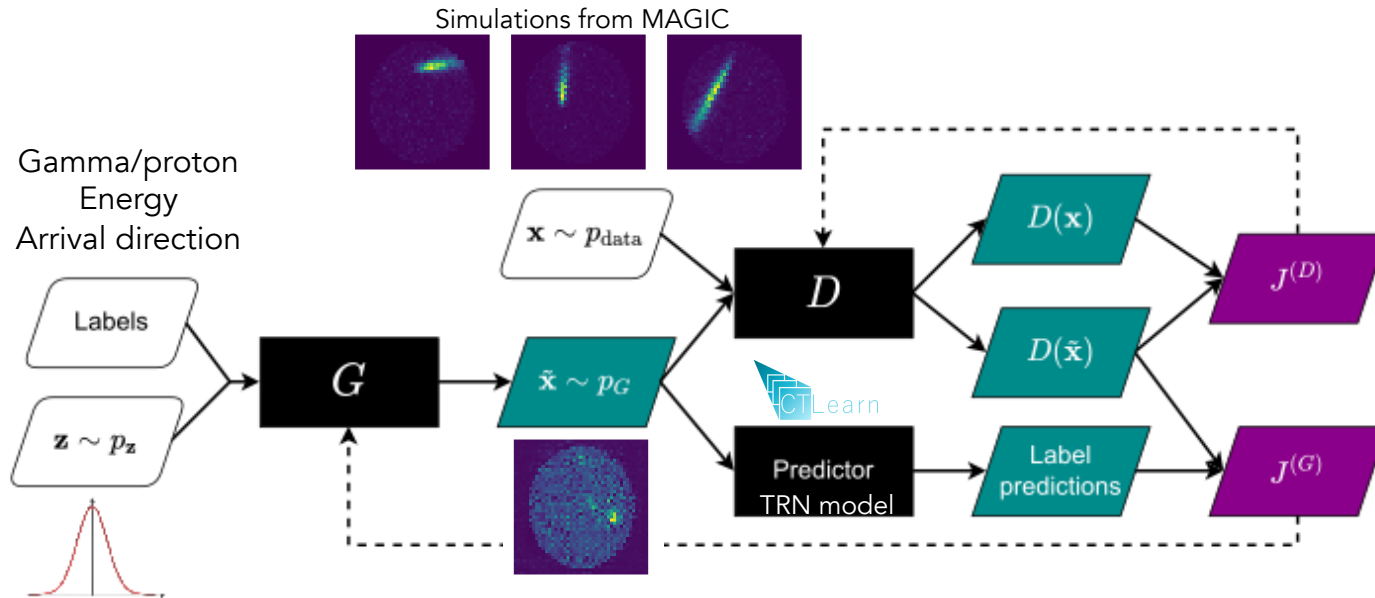 Simulations from MAGIC
Gamma/proton
Energy
Arrival direction
Labels
z ∼ p_z
G
x ∼ p_data
x̃ ∼ p_G
D
CTLearn
Predictor
TRN model
D(x)
D(x̃)
Label
predictions
J^(D)
J^(G)